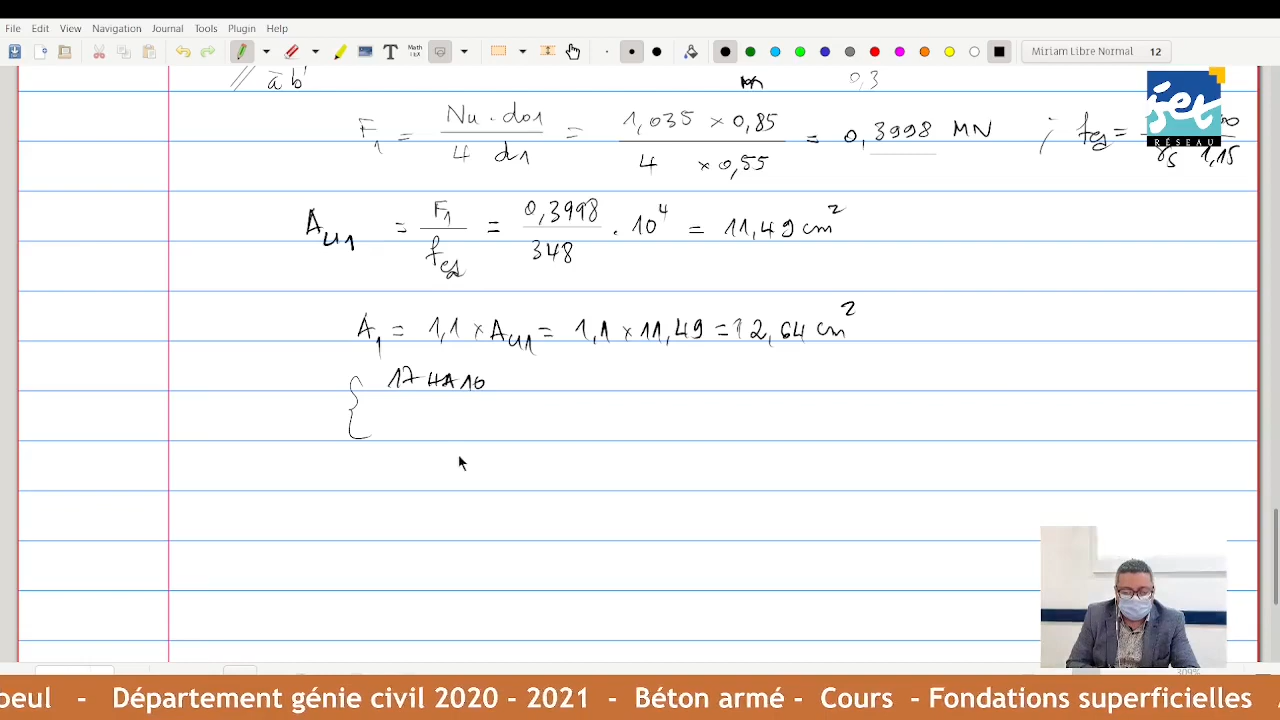 File Edit View Navigation Journal Tools Plugin Help
Miriam Libre Normal 12
// à b' 0,3
F1 = Nu . do1 / 4 d1 = 1,035 × 0,85 / 4 × 0,55 = 0,3998 MN ; fed = / γs 1,15
RÉSEAU
Au1 = F1 / fed = 0,3998 / 348 . 10^4 = 11,49 cm²
A1 = 1,1 × Au1 = 1,1 × 11,49 = 12,64 cm²
309%
oeul - Département génie civil 2020 - 2021 - Béton armé - Cours - Fondations superficielles